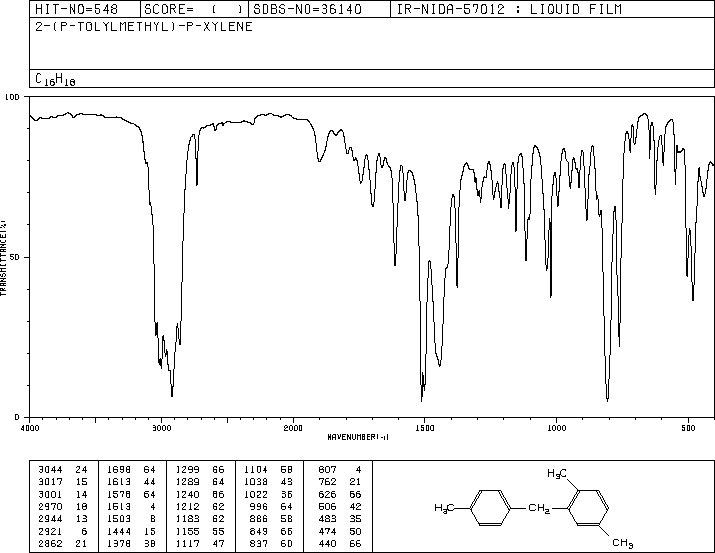 HIT-NO=548 SCORE= ( ) SDBS-NO=36140 IR-NIDA-57012 : LIQUID FILM
2-(P-TOLYLMETHYL)-P-XYLENE
C16H18
100
50
0
TRANSMITTANCE(%)
4000 3000 2000 1500 1000 500
WAVENUMBER(-1)
3044 24 1698 64 1299 66 1104 58 807 4
3017 15 1613 44 1289 64 1038 43 762 21
3001 14 1578 64 1240 66 1022 36 626 66
2970 18 1513 4 1212 62 996 64 506 42
2944 13 1503 8 1183 62 886 58 483 35
2921 6 1444 15 1155 55 849 66 474 50
2862 21 1378 38 1117 47 837 60 440 66
H3C
H3C
CH2
CH3